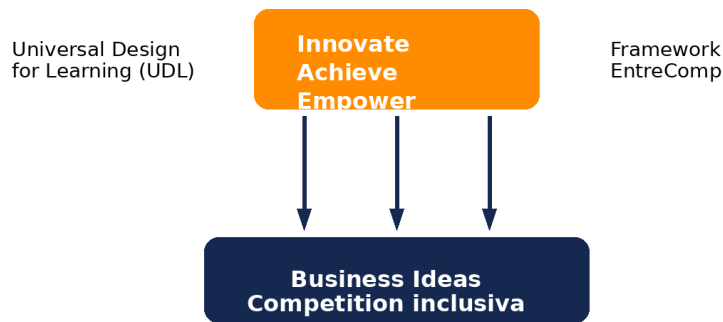 Universal Design
for Learning (UDL)
Innovate
Achieve
Empower
Framework
EntreComp
Business Ideas
Competition inclusiva